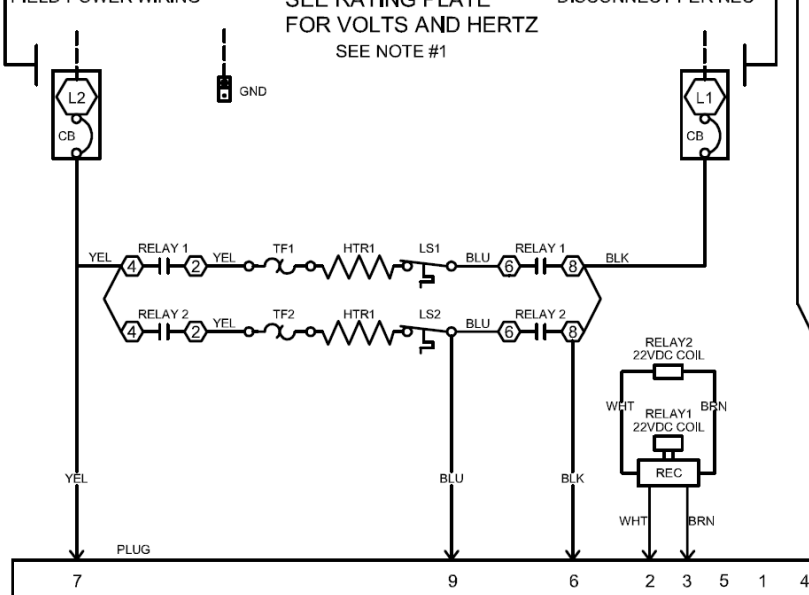 SEE RATING PLATE
FOR VOLTS AND HERTZ
SEE NOTE #1
FIELD POWER WIRING
DISCONNECT PER NEC
L2
CB
GND
L1
CB
YEL
4
RELAY 1
2
YEL
TF1
HTR1
LS1
BLU
6
RELAY 1
8
BLK
4
RELAY 2
2
YEL
TF2
HTR1
LS2
BLU
6
RELAY 2
8
RELAY2
22VDC COIL
WHT
BRN
RELAY1
22VDC COIL
REC
YEL
BLU
BLK
WHT
BRN
PLUG
7
9
6
2
3
5
1
4